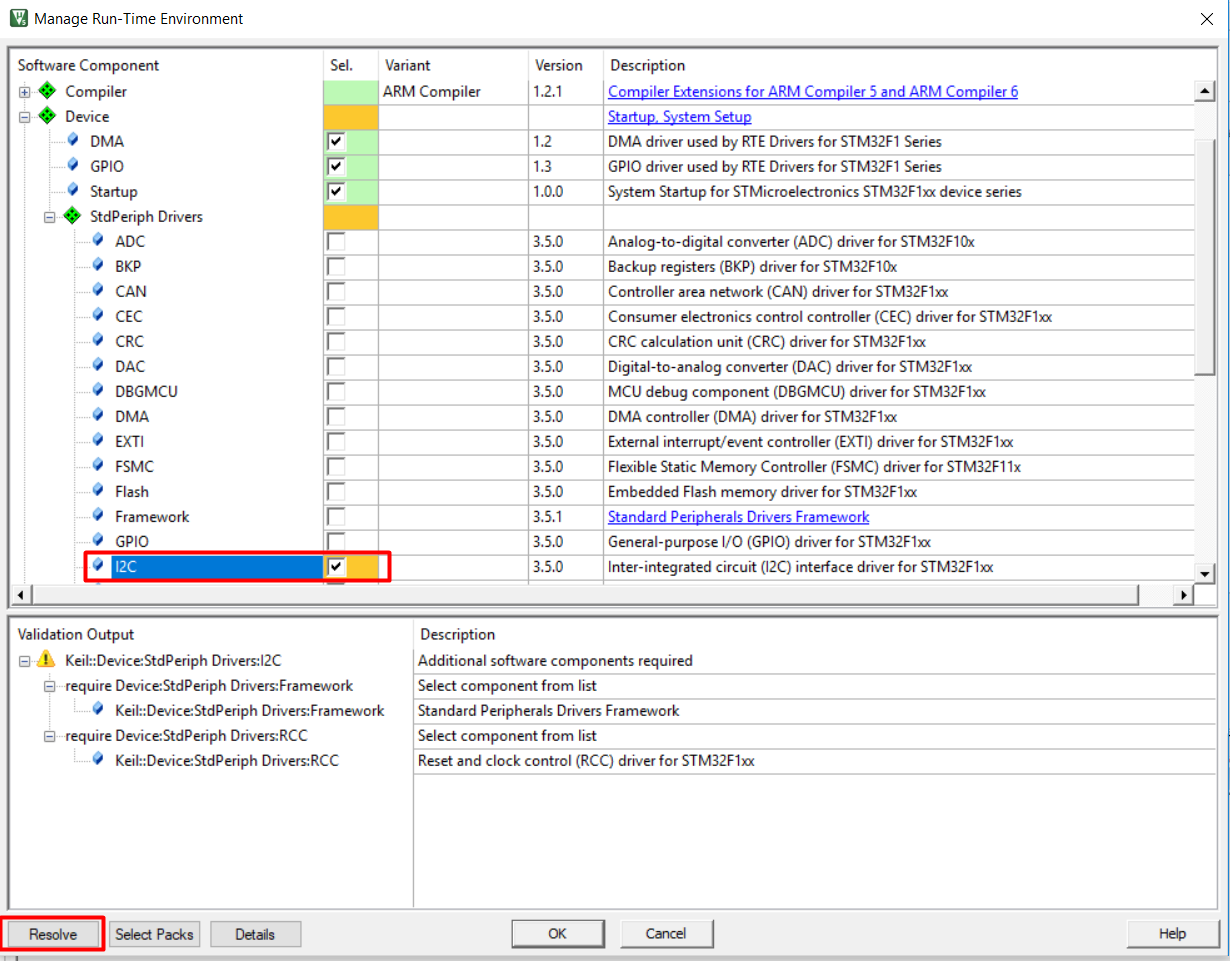 Manage Run-Time Environment
Software Component Sel. Variant Version Description
Compiler ARM Compiler 1.2.1 Compiler Extensions for ARM Compiler 5 and ARM Compiler 6
Device Startup, System Setup
DMA 1.2 DMA driver used by RTE Drivers for STM32F1 Series
GPIO 1.3 GPIO driver used by RTE Drivers for STM32F1 Series
Startup 1.0.0 System Startup for STMicroelectronics STM32F1xx device series
StdPeriph Drivers
ADC 3.5.0 Analog-to-digital converter (ADC) driver for STM32F10x
BKP 3.5.0 Backup registers (BKP) driver for STM32F10x
CAN 3.5.0 Controller area network (CAN) driver for STM32F1xx
CEC 3.5.0 Consumer electronics control controller (CEC) driver for STM32F1xx
CRC 3.5.0 CRC calculation unit (CRC) driver for STM32F1xx
DAC 3.5.0 Digital-to-analog converter (DAC) driver for STM32F1xx
DBGMCU 3.5.0 MCU debug component (DBGMCU) driver for STM32F1xx
DMA 3.5.0 DMA controller (DMA) driver for STM32F1xx
EXTI 3.5.0 External interrupt/event controller (EXTI) driver for STM32F1xx
FSMC 3.5.0 Flexible Static Memory Controller (FSMC) driver for STM32F11x
Flash 3.5.0 Embedded Flash memory driver for STM32F1xx
Framework 3.5.1 Standard Peripherals Drivers Framework
GPIO 3.5.0 General-purpose I/O (GPIO) driver for STM32F1xx
I2C 3.5.0 Inter-integrated circuit (I2C) interface driver for STM32F1xx
Validation Output Description
Keil::Device:StdPeriph Drivers:I2C Additional software components required
require Device:StdPeriph Drivers:Framework Select component from list
Keil::Device:StdPeriph Drivers:Framework Standard Peripherals Drivers Framework
require Device:StdPeriph Drivers:RCC Select component from list
Keil::Device:StdPeriph Drivers:RCC Reset and clock control (RCC) driver for STM32F1xx
Resolve Select Packs Details OK Cancel Help